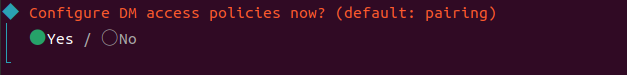 Configure DM access policies now? (default: pairing)
Yes / No